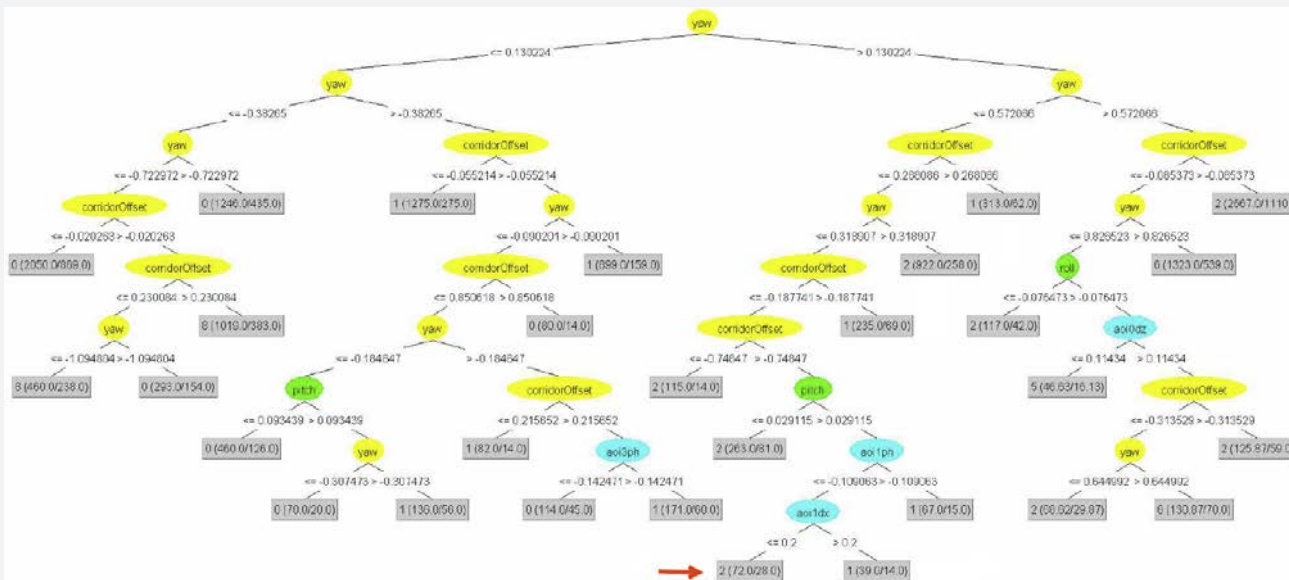 yaw
<= 0.130224 > 0.130224
yaw yaw
<= -0.38265 > -0.38265 <= 0.572066 > 0.572066
yaw corridorOffset corridorOffset corridorOffset
<= -0.722972 > -0.722972 <= -0.055214 > -0.055214 <= 0.268066 > 0.268066 <= -0.085373 > -0.085373
corridorOffset 0 (1246.0/435.0) 1 (1275.0/275.0) yaw yaw 1 (313.0/62.0) yaw 2 (2667.0/1110.
<= -0.020263 > -0.020263 <= -0.090201 > -0.090201 <= 0.318907 > 0.318907 <= 0.826523 > 0.826523
0 (2050.0/869.0) corridorOffset corridorOffset 1 (699.0/159.0) corridorOffset 2 (922.0/258.0) roll 6 (1323.0/539.0)
<= 0.230084 > 0.230084 <= 0.850618 > 0.850618 <= -0.187741 > -0.187741 <= -0.076473 > -0.076473
yaw 8 (1019.0/383.0) yaw 0 (80.0/14.0) corridorOffset 1 (235.0/69.0) 2 (117.0/42.0) aoi0dz
<= -1.094804 > -1.094804 <= -0.184647 > -0.184647 <= -0.74847 > -0.74847 <= 0.11434 > 0.11434
8 (460.0/238.0) 0 (293.0/154.0) pitch corridorOffset 2 (115.0/14.0) pitch 5 (46.63/16.13) corridorOffset
<= 0.093439 > 0.093439 <= 0.215652 > 0.215652 <= 0.029115 > 0.029115 <= -0.313529 > -0.313529
0 (460.0/126.0) yaw 1 (82.0/14.0) aoi3ph 2 (263.0/81.0) aoi1ph yaw 2 (125.87/59.0
<= -0.307473 > -0.307473 <= -0.142471 > -0.142471 <= -0.109063 > -0.109063 <= 0.644992 > 0.644992
0 (70.0/20.0) 1 (136.0/56.0) 0 (114.0/45.0) 1 (171.0/60.0) aoi1dx 1 (67.0/15.0) 2 (68.62/29.87) 6 (130.87/70.0)
<= 0.2 > 0.2
2 (72.0/28.0) 1 (39.0/14.0)